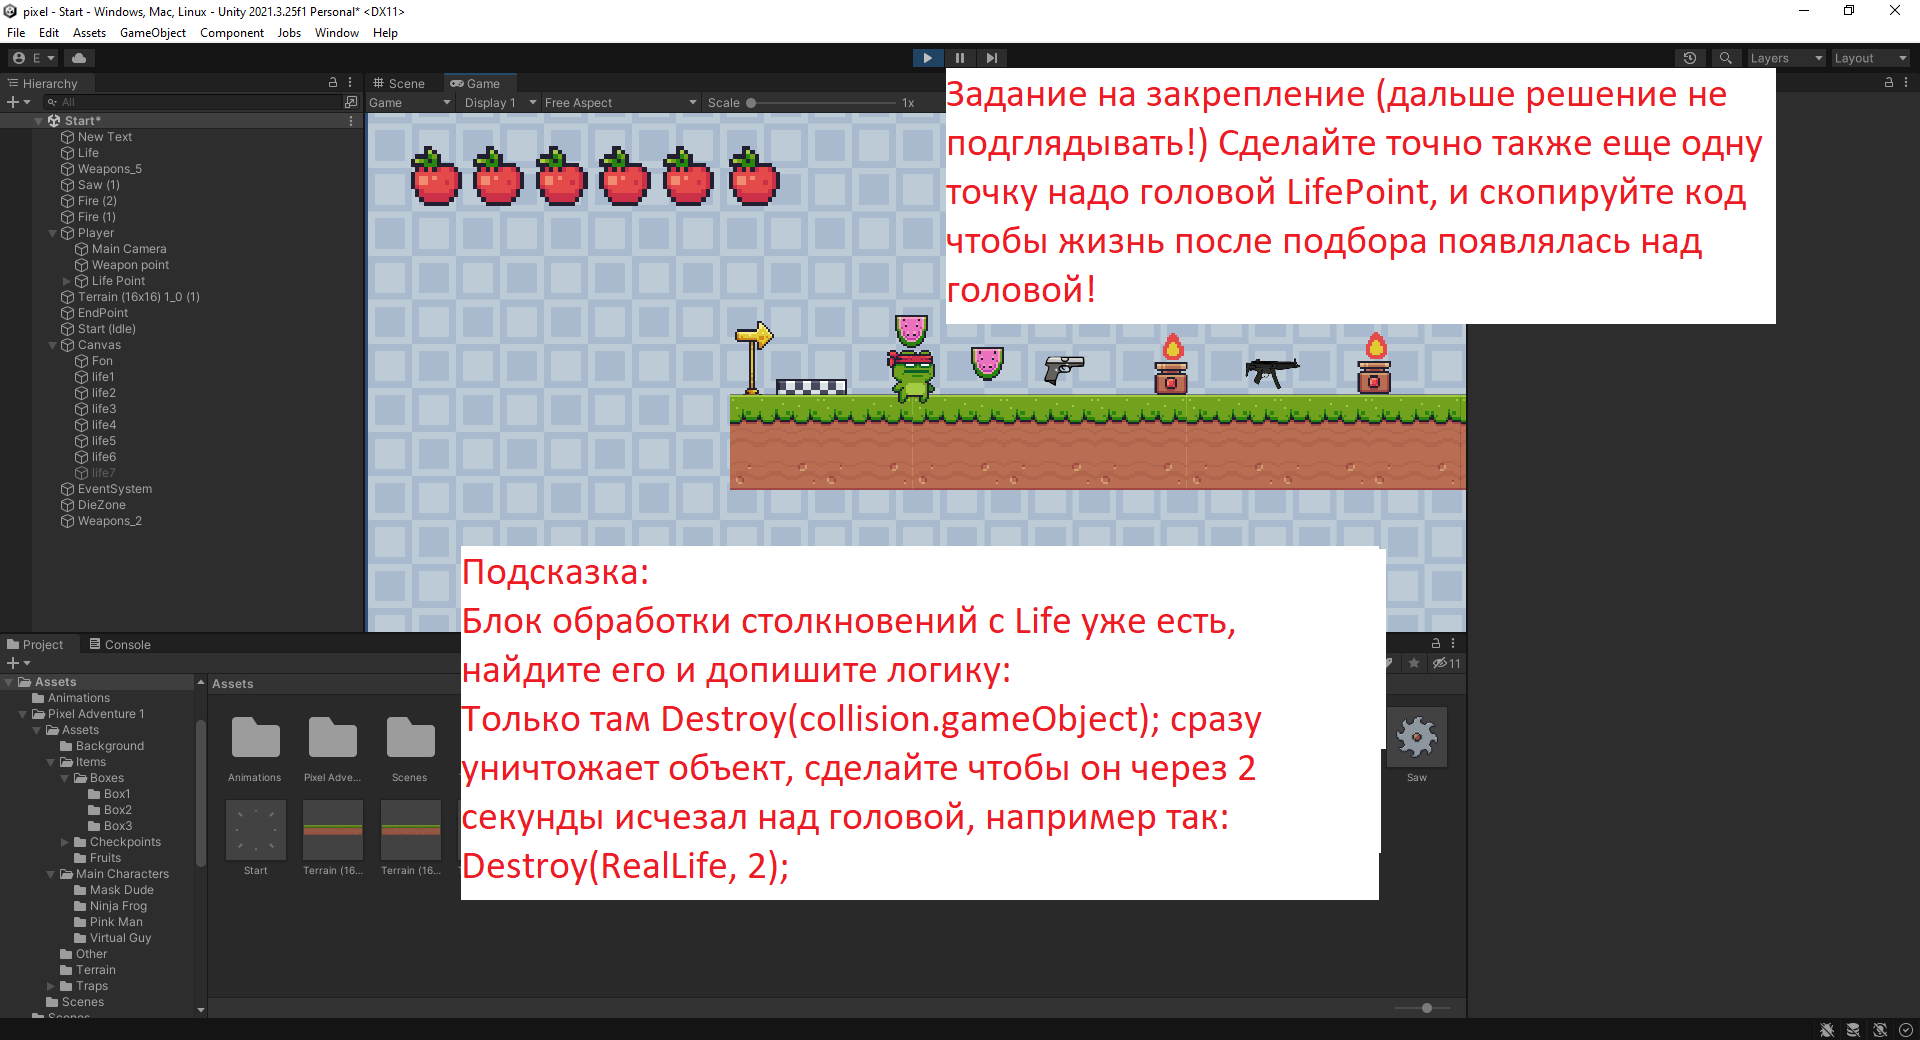 pixel - Start - Windows, Mac, Linux - Unity 2021.3.25f1 Personal* <DX11>
File Edit Assets GameObject Component Jobs Window Help
E
Layers
Layout
Hierarchy
All
Start*
New Text
Life
Weapons_5
Saw (1)
Fire (2)
Fire (1)
Player
Main Camera
Weapon point
Life Point
Terrain (16x16) 1_0 (1)
EndPoint
Start (Idle)
Canvas
Fon
life1
life2
life3
life4
life5
life6
life7
EventSystem
DieZone
Weapons_2
Scene
Game
Game
Display 1
Free Aspect
Scale
1x
Задание на закрепление (дальше решение не
подглядывать!) Сделайте точно также еще одну
точку надо головой LifePoint, и скопируйте код
чтобы жизнь после подбора появлялась над
головой!
Подсказка:
Блок обработки столкновений с Life уже есть,
найдите его и допишите логику:
Только там Destroy(collision.gameObject); сразу
уничтожает объект, сделайте чтобы он через 2
секунды исчезал над головой, например так:
Destroy(RealLife, 2);
Project
Console
11
Assets
Animations
Pixel Adventure 1
Assets
Background
Items
Boxes
Box1
Box2
Box3
Checkpoints
Fruits
Main Characters
Mask Dude
Ninja Frog
Pink Man
Virtual Guy
Other
Terrain
Traps
Scenes
Scenes
Assets
Animations
Pixel Adve...
Scenes
Saw
Start
Terrain (16...
Terrain (16...